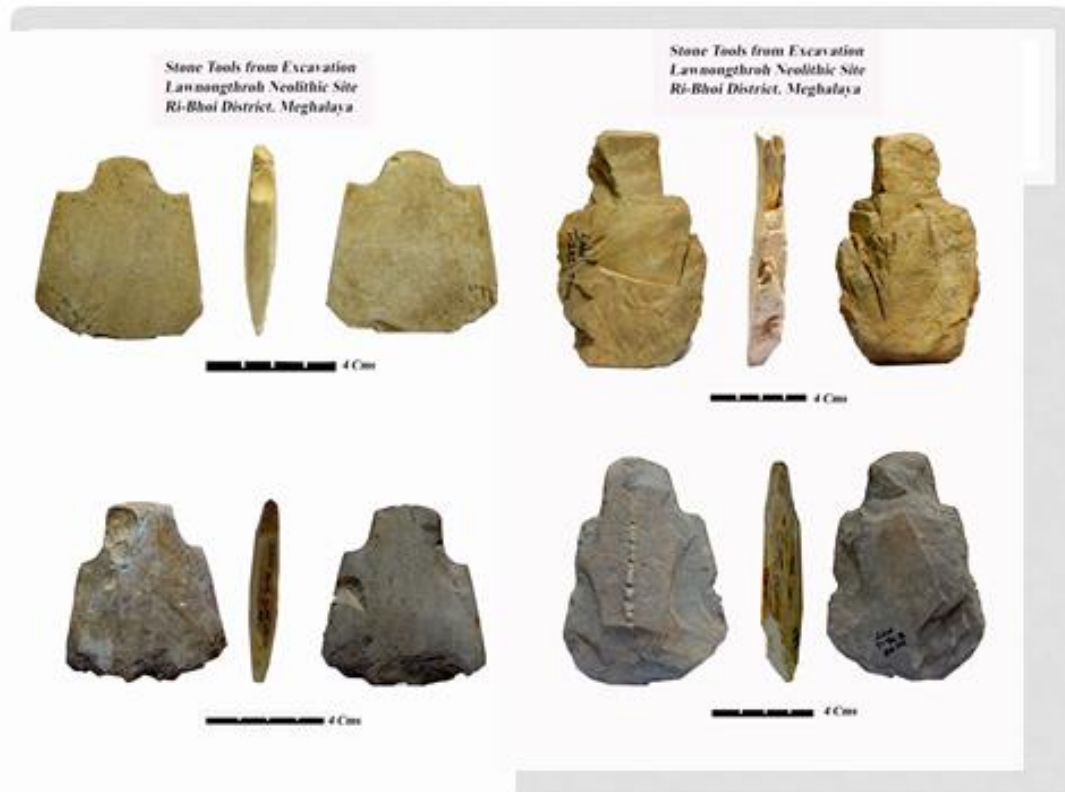 Stone Tools from Excavation
Lawnongthroh Neolithic Site
Ri-Bhoi District. Meghalaya
4 Cms
4 Cms
Stone Tools from Excavation
Lawnongthroh Neolithic Site
Ri-Bhoi District. Meghalaya
4 Cms
4 Cms